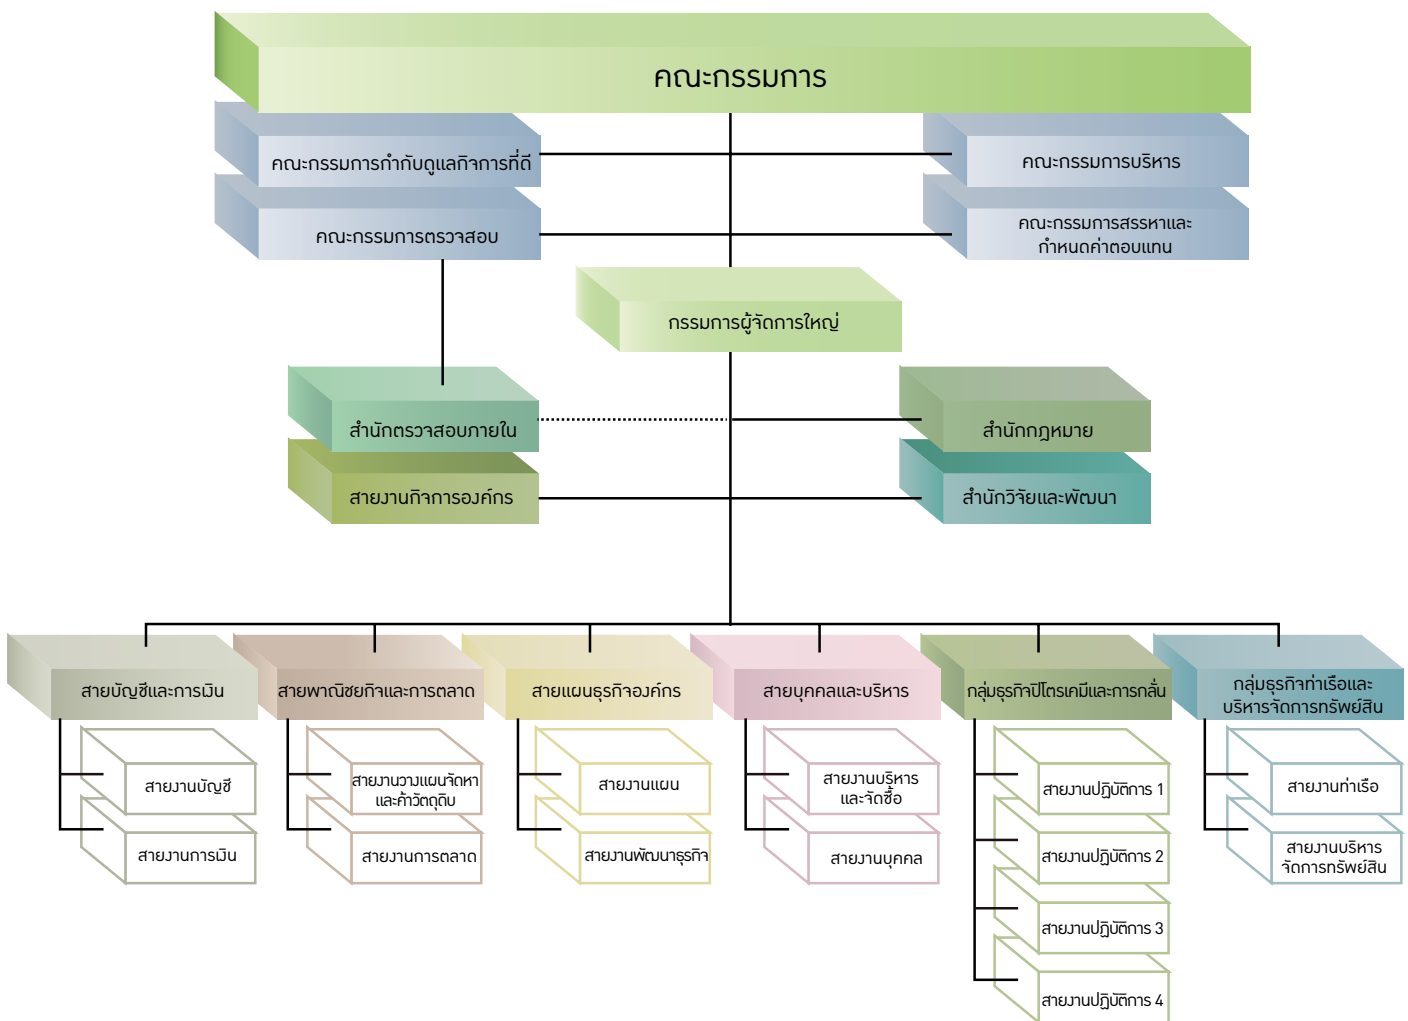 คณะกรรมการ
คณะกรรมการกำกับดูแลกิจการที่ดี
คณะกรรมการบริหาร
คณะกรรมการตรวจสอบ
คณะกรรมการสรรหาและ
กำหนดค่าตอบแทน
กรรมการผู้จัดการใหญ่
สำนักตรวจสอบภายใน
สำนักกฎหมาย
สายงานกิจการองค์กร
สำนักวิจัยและพัฒนา
สายบัญชีและการเงิน
สายพาณิชยกิจและการตลาด
สายแผนธุรกิจองค์กร
สายบุคคลและบริหาร
กลุ่มธุรกิจปิโตรเคมีและการกลั่น
กลุ่มธุรกิจท่าเรือและ
บริหารจัดการทรัพย์สิน
สายงานบัญชี
สายงานการเงิน
สายงานวางแผนจัดหา
และค้าวัตถุดิบ
สายงานการตลาด
สายงานแผน
สายงานพัฒนาธุรกิจ
สายงานบริหาร
และจัดซื้อ
สายงานบุคคล
สายงานปฏิบัติการ 1
สายงานปฏิบัติการ 2
สายงานปฏิบัติการ 3
สายงานปฏิบัติการ 4
สายงานท่าเรือ
สายงานบริหาร
จัดการทรัพย์สิน